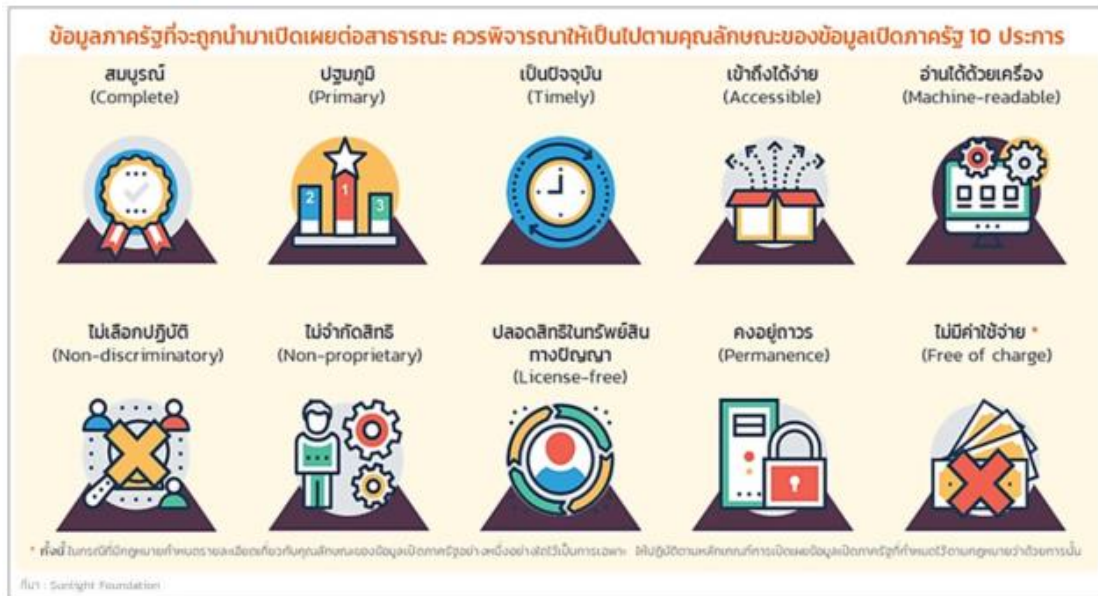 ข้อมูลภาครัฐที่จะถูกนำมาเปิดเผยต่อสาธารณะ ควรพิจารณาให้เป็นไปตามคุณลักษณะของข้อมูลเปิดภาครัฐ 10 ประการ
สมบูรณ์
(Complete)
ปฐมภูมิ
(Primary)
เป็นปัจจุบัน
(Timely)
เข้าถึงได้ง่าย
(Accessible)
อ่านได้ด้วยเครื่อง
(Machine-readable)
2
1
3
ไม่เลือกปฏิบัติ
(Non-discriminatory)
ไม่จำกัดสิทธิ
(Non-proprietary)
ปลอดสิทธิในทรัพย์สิน
ทางปัญญา
(License-free)
คงอยู่ถาวร
(Permanence)
ไม่มีค่าใช้จ่าย *
(Free of charge)
* ทั้งนี้ ในกรณีที่มีกฎหมายกำหนดรายละเอียดเกี่ยวกับคุณลักษณะของข้อมูลเปิดภาครัฐอย่างหนึ่งอย่างใดไว้เป็นการเฉพาะ ให้ปฏิบัติตามหลักเกณฑ์การเปิดเผยข้อมูลเปิดภาครัฐที่กำหนดไว้ตามกฎหมายว่าด้วยการนั้น
ที่มา : Sunlight Foundation